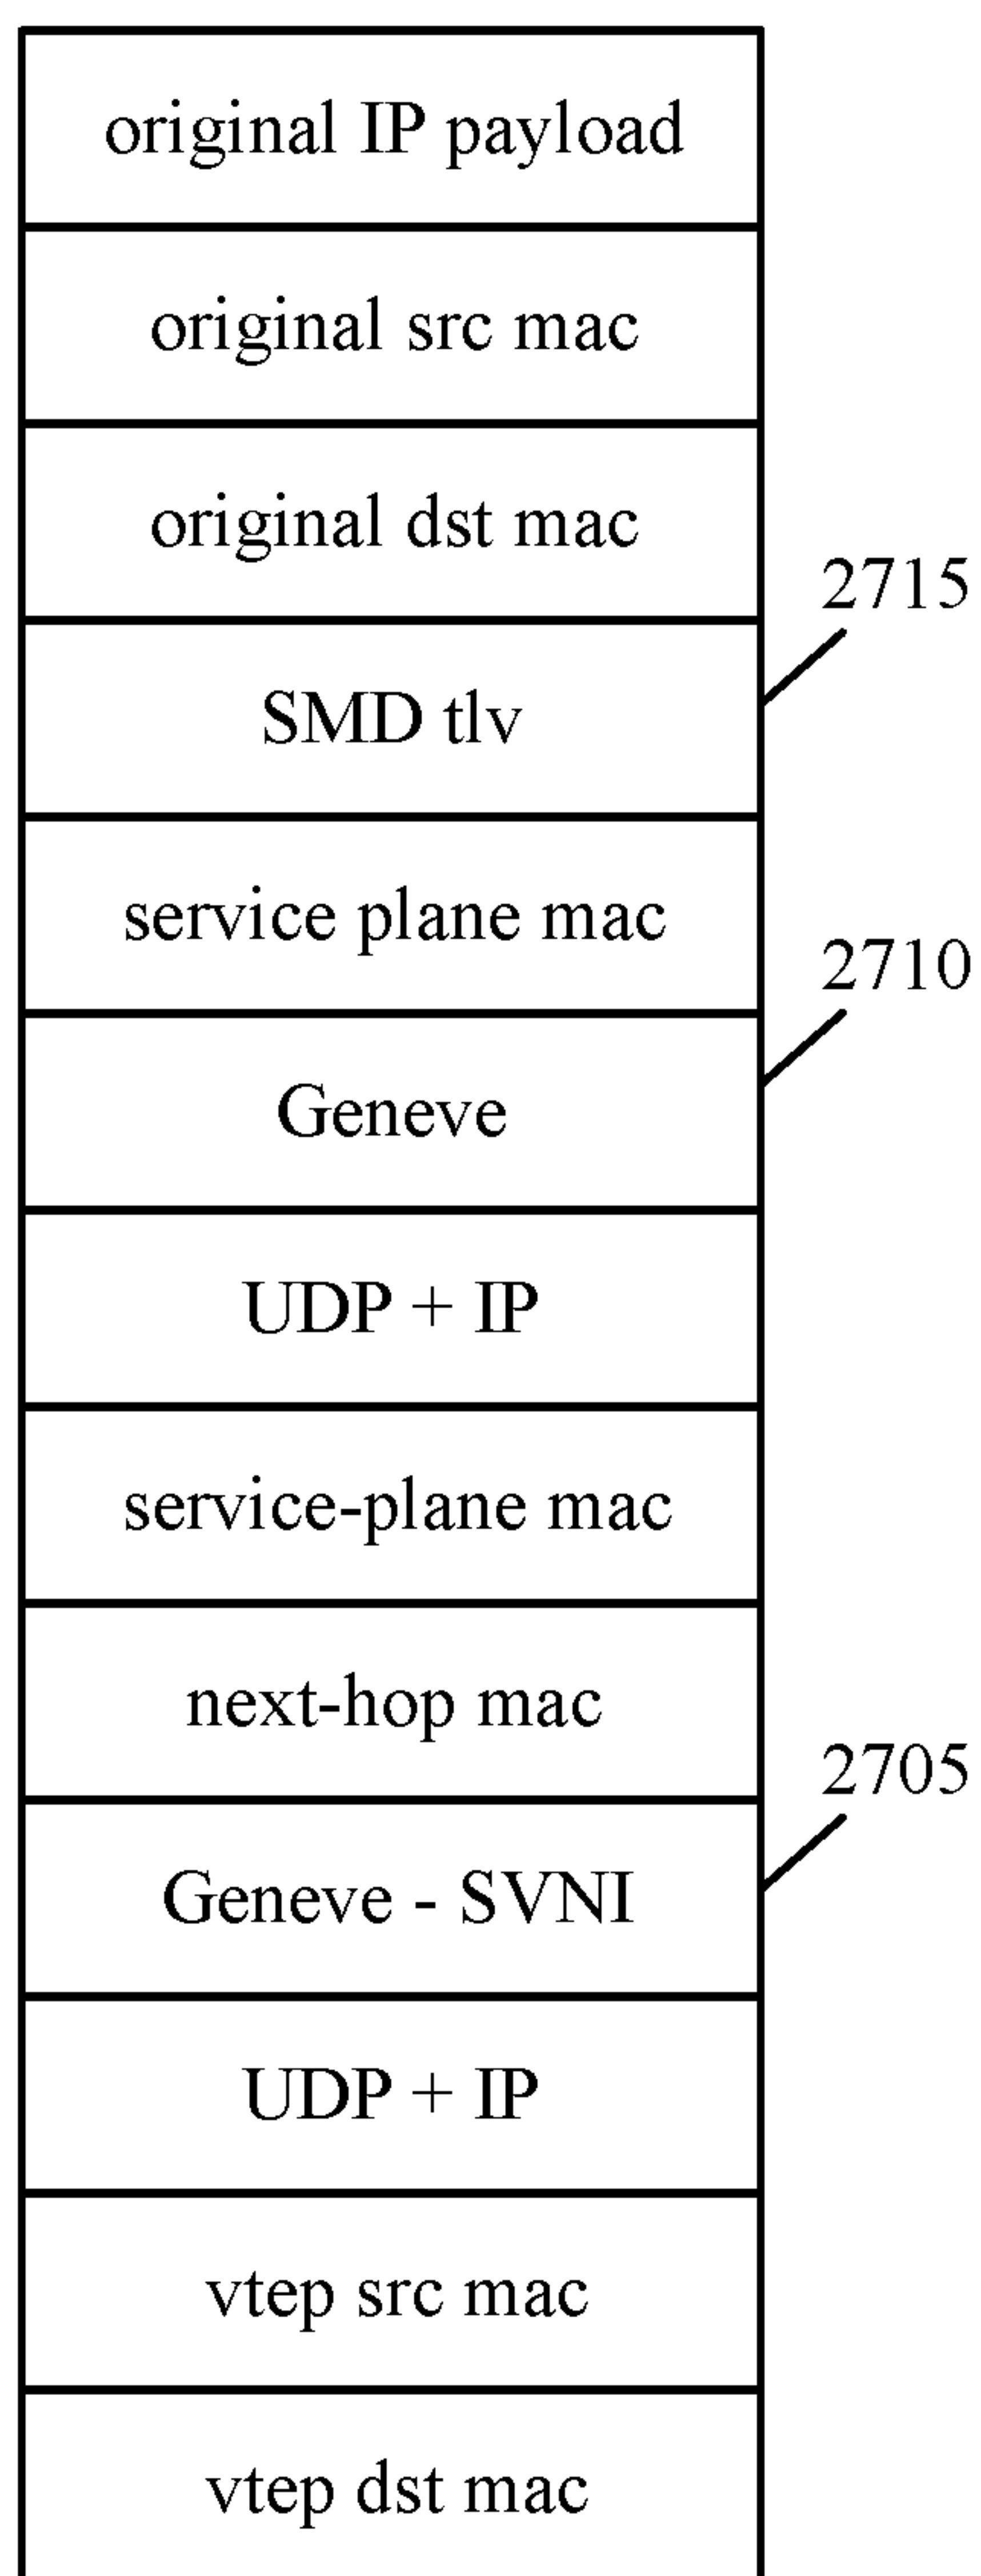 original IP payload
original src mac
original dst mac
2715
SMD tlv
service plane mac
2710
Geneve
UDP + IP
service-plane mac
next-hop mac
2705
Geneve - SVNI
UDP + IP
vtep src mac
vtep dst mac